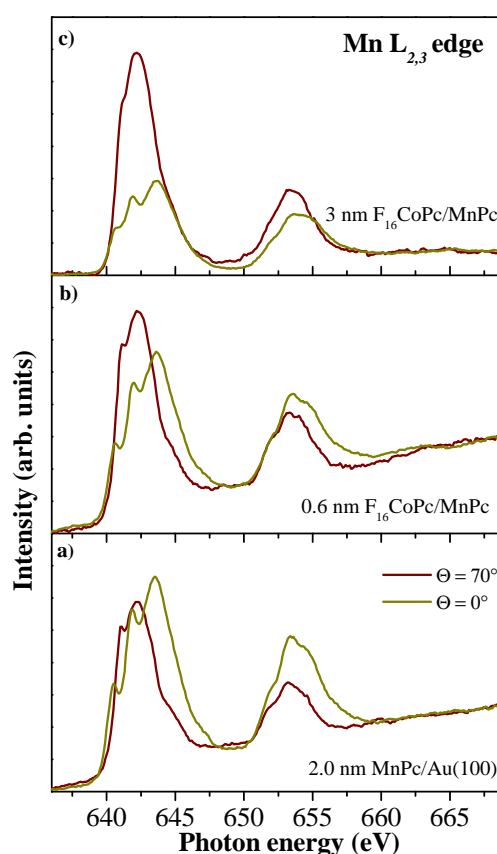 c) Mn L2,3 edge
3 nm F16CoPc/MnPc
b)
0.6 nm F16CoPc/MnPc
a)
Θ = 70°
Θ = 0°
2.0 nm MnPc/Au(100)
640 645 650 655 660 665
Photon energy (eV)
Intensity (arb. units)